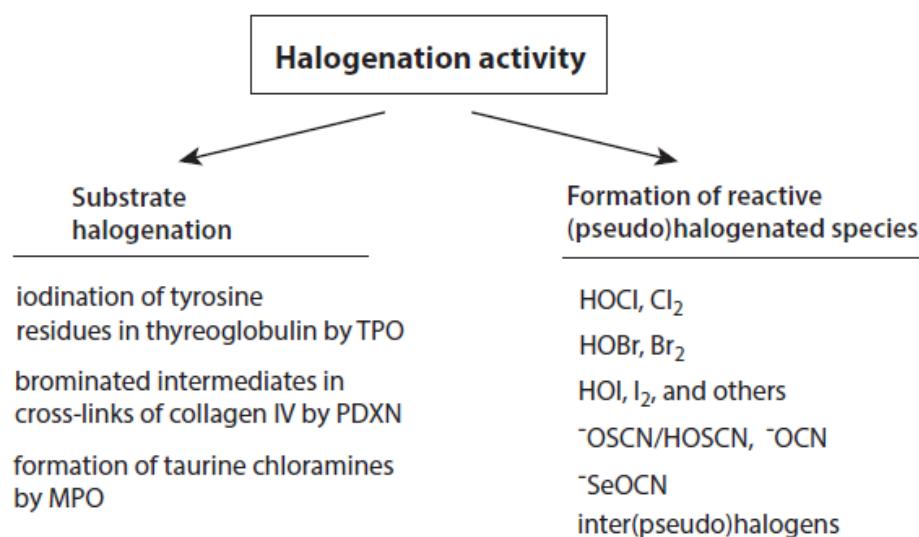 Halogenation activity
Substrate
halogenation
iodination of tyrosine
residues in thyreoglobulin by TPO
brominated intermediates in
cross-links of collagen IV by PDXN
formation of taurine chloramines
by MPO
Formation of reactive
(pseudo)halogenated species
HOCl, Cl₂
HOBr, Br₂
HOI, I₂, and others
⁻OSCN/HOSCN, ⁻OCN
⁻SeOCN
inter(pseudo)halogens